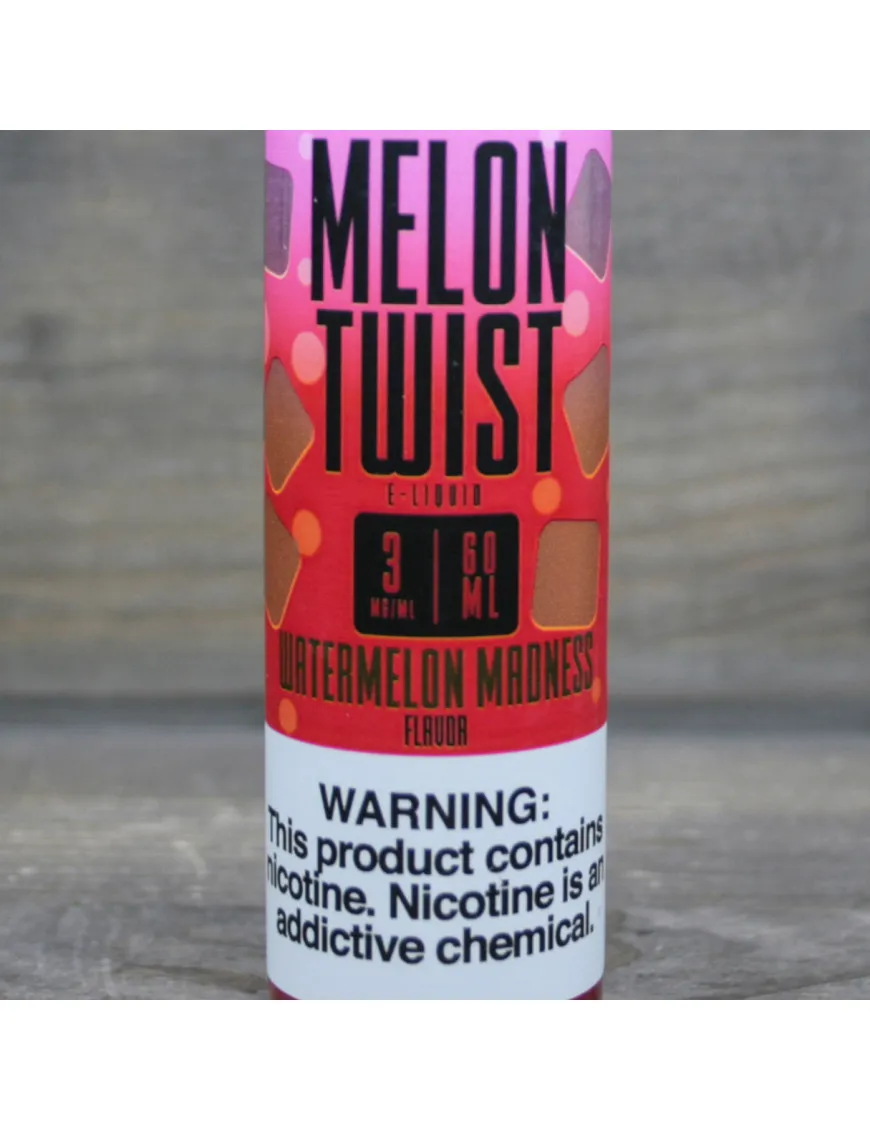 MELON
TWIST
E-LIQUID
3 | 60
MG/ML ML
WATERMELON MADNESS
FLAVOR
WARNING:
This product contains
nicotine. Nicotine is an
addictive chemical.